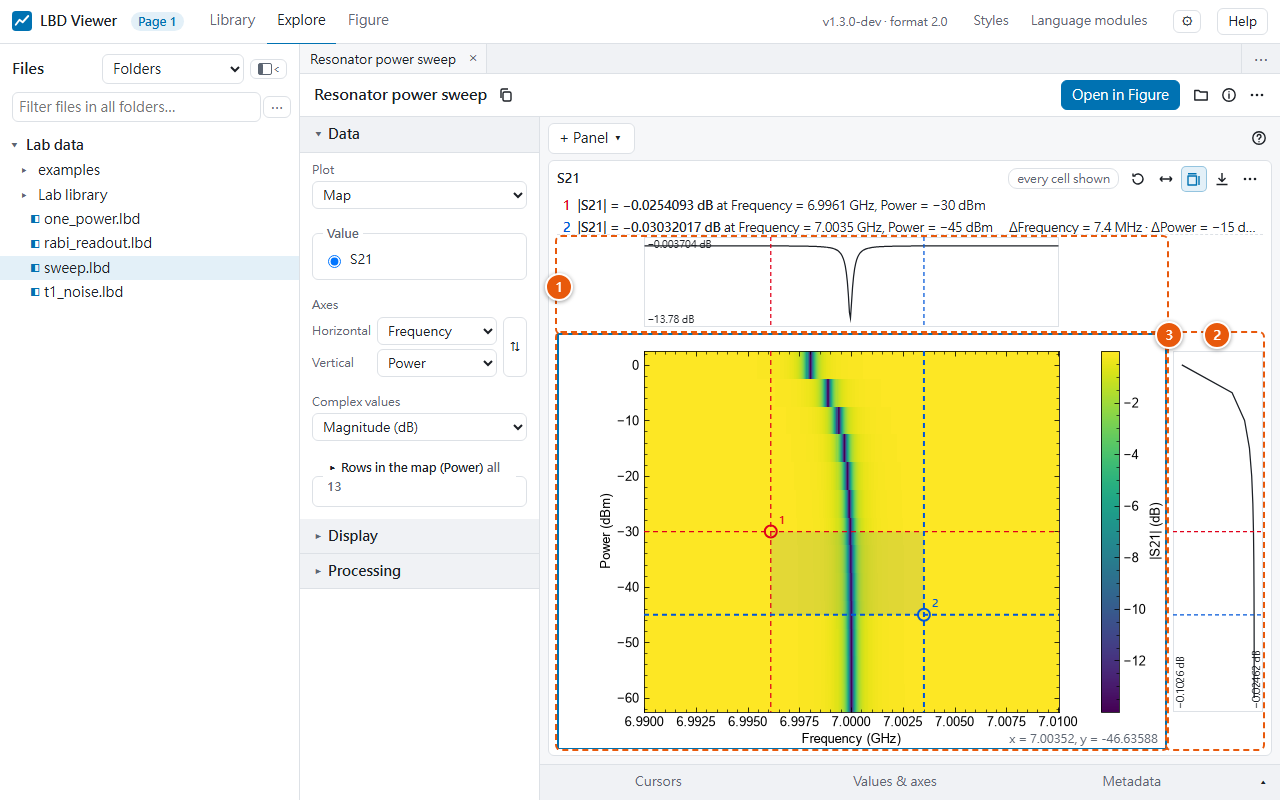 LBD Viewer Page 1 Library Explore Figure v1.3.0-dev · format 2.0 Styles Language modules Help
Files Folders
Filter files in all folders...
Lab data
examples
Lab library
one_power.lbd
rabi_readout.lbd
sweep.lbd
t1_noise.lbd
Resonator power sweep ×
Resonator power sweep Open in Figure
Data
Plot
Map
Value
S21
Axes
Horizontal Frequency
Vertical Power
Complex values
Magnitude (dB)
Rows in the map (Power) all
13
Display
Processing
+ Panel
S21 every cell shown
1 |S21| = −0.0254093 dB at Frequency = 6.9961 GHz, Power = −30 dBm
2 |S21| = −0.03032017 dB at Frequency = 7.0035 GHz, Power = −45 dBm ΔFrequency = 7.4 MHz · ΔPower = −15 d...
−0.003704 dB
−13.78 dB
1
2
3
0
−10
−20
−30
−40
−50
−60
Power (dBm)
1
2
6.9900 6.9925 6.9950 6.9975 7.0000 7.0025 7.0050 7.0075 7.0100
Frequency (GHz)
x = 7.00352, y = -46.63588
−2
−4
−6
−8
−10
−12
|S21| (dB)
−0.1026 dB
−0.02462 dB
Cursors Values & axes Metadata